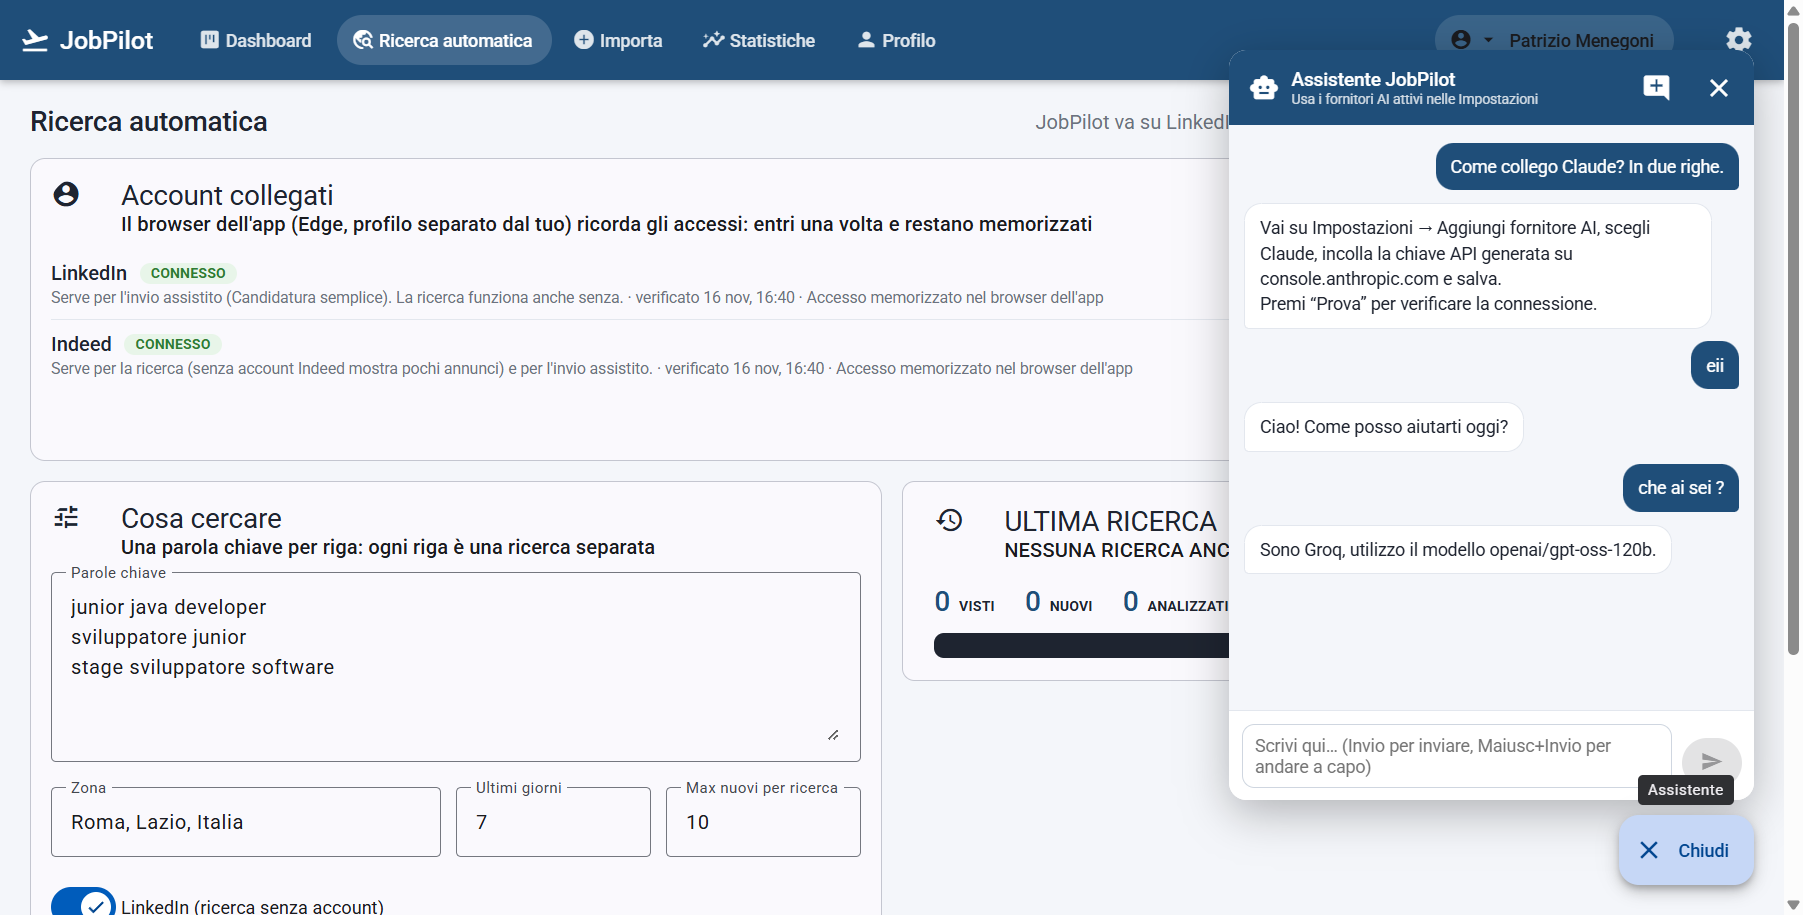 JobPilot
Dashboard
Ricerca automatica
Importa
Statistiche
Profilo
Patrizio Menegoni
Ricerca automatica
JobPilot va su LinkedI
Account collegati
Il browser dell'app (Edge, profilo separato dal tuo) ricorda gli accessi: entri una volta e restano memorizzati
LinkedIn CONNESSO
Serve per l'invio assistito (Candidatura semplice). La ricerca funziona anche senza. · verificato 16 nov, 16:40 · Accesso memorizzato nel browser dell'app
Indeed CONNESSO
Serve per la ricerca (senza account Indeed mostra pochi annunci) e per l'invio assistito. · verificato 16 nov, 16:40 · Accesso memorizzato nel browser dell'app
Cosa cercare
Una parola chiave per riga: ogni riga è una ricerca separata
Parole chiave
junior java developer
sviluppatore junior
stage sviluppatore software
Zona
Roma, Lazio, Italia
Ultimi giorni
7
Max nuovi per ricerca
10
LinkedIn (ricerca senza account)
ULTIMA RICERCA
NESSUNA RICERCA ANC
0 VISTI 0 NUOVI 0 ANALIZZATI
Assistente JobPilot
Usa i fornitori AI attivi nelle Impostazioni
Come collego Claude? In due righe.
Vai su Impostazioni → Aggiungi fornitore AI, scegli
Claude, incolla la chiave API generata su
console.anthropic.com e salva.
Premi “Prova” per verificare la connessione.
eii
Ciao! Come posso aiutarti oggi?
che ai sei ?
Sono Groq, utilizzo il modello openai/gpt-oss-120b.
Scrivi qui... (Invio per inviare, Maiusc+Invio per
andare a capo)
Assistente
Chiudi